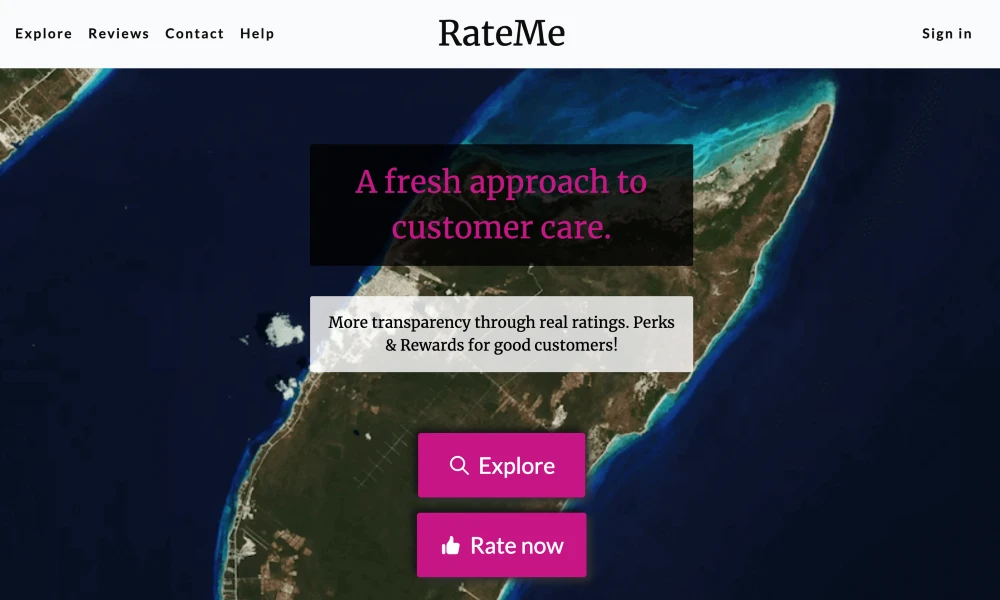 Explore Reviews Contact Help RateMe Sign in
A fresh approach to
customer care.
More transparency through real ratings. Perks
& Rewards for good customers!
Explore
Rate now